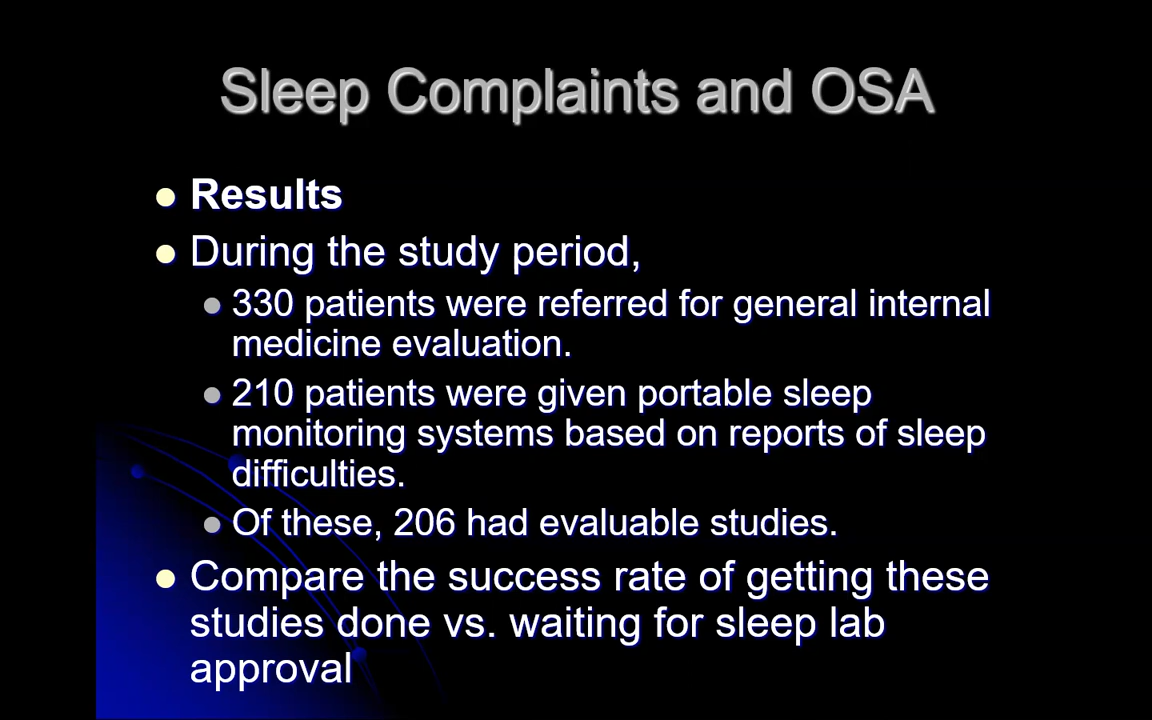 Sleep Complaints and OSA
Results
During the study period,
330 patients were referred for general internal
medicine evaluation.
210 patients were given portable sleep
monitoring systems based on reports of sleep
difficulties.
Of these, 206 had evaluable studies.
Compare the success rate of getting these
studies done vs. waiting for sleep lab
approval